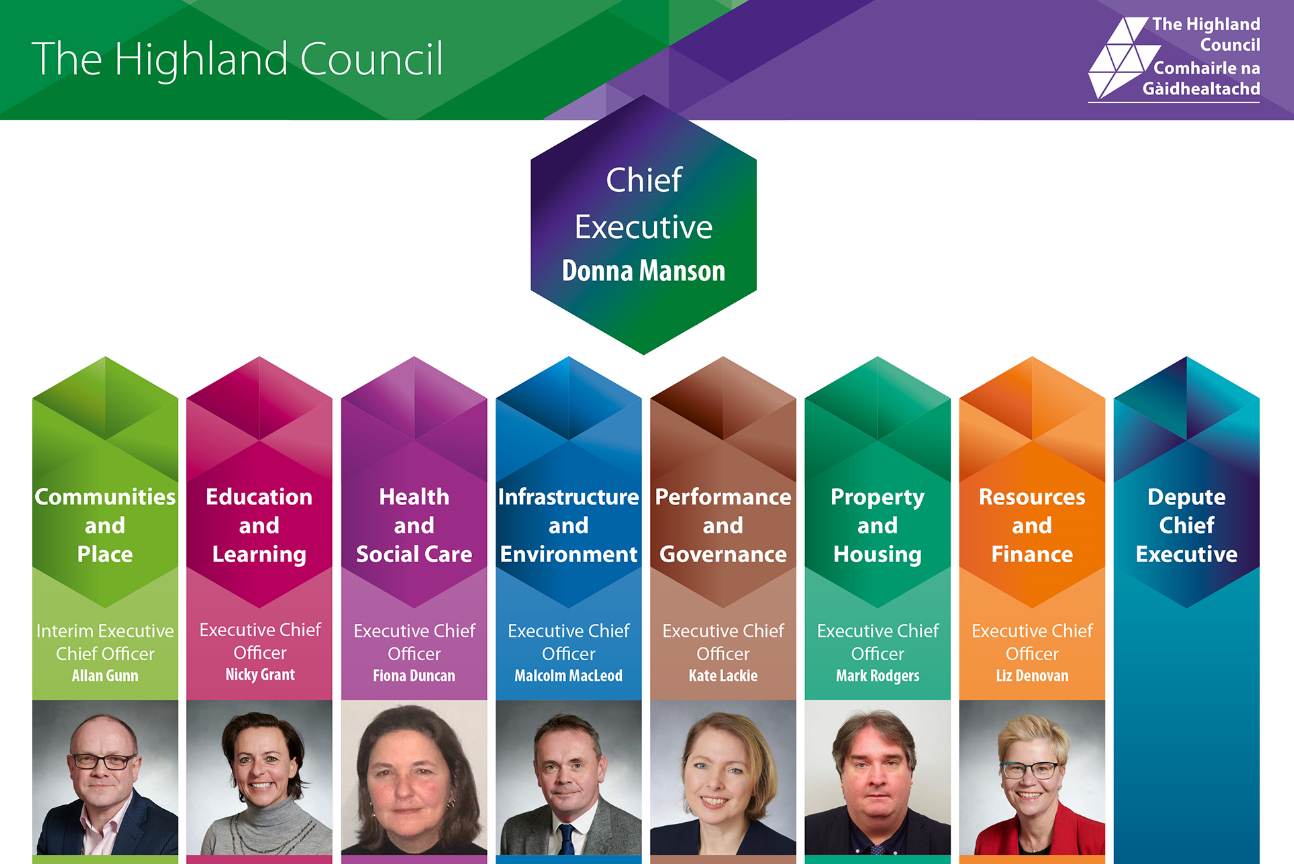 The Highland Council
The Highland
Council
Comhairle na
Gàidhealtachd
Chief
Executive
Donna Manson
Communities
and
Place
Interim Executive
Chief Officer
Allan Gunn
Education
and
Learning
Executive Chief
Officer
Nicky Grant
Health
and
Social Care
Executive Chief
Officer
Fiona Duncan
Infrastructure
and
Environment
Executive Chief
Officer
Malcolm MacLeod
Performance
and
Governance
Executive Chief
Officer
Kate Lackie
Property
and
Housing
Executive Chief
Officer
Mark Rodgers
Resources
and
Finance
Executive Chief
Officer
Liz Denovan
Depute
Chief
Executive